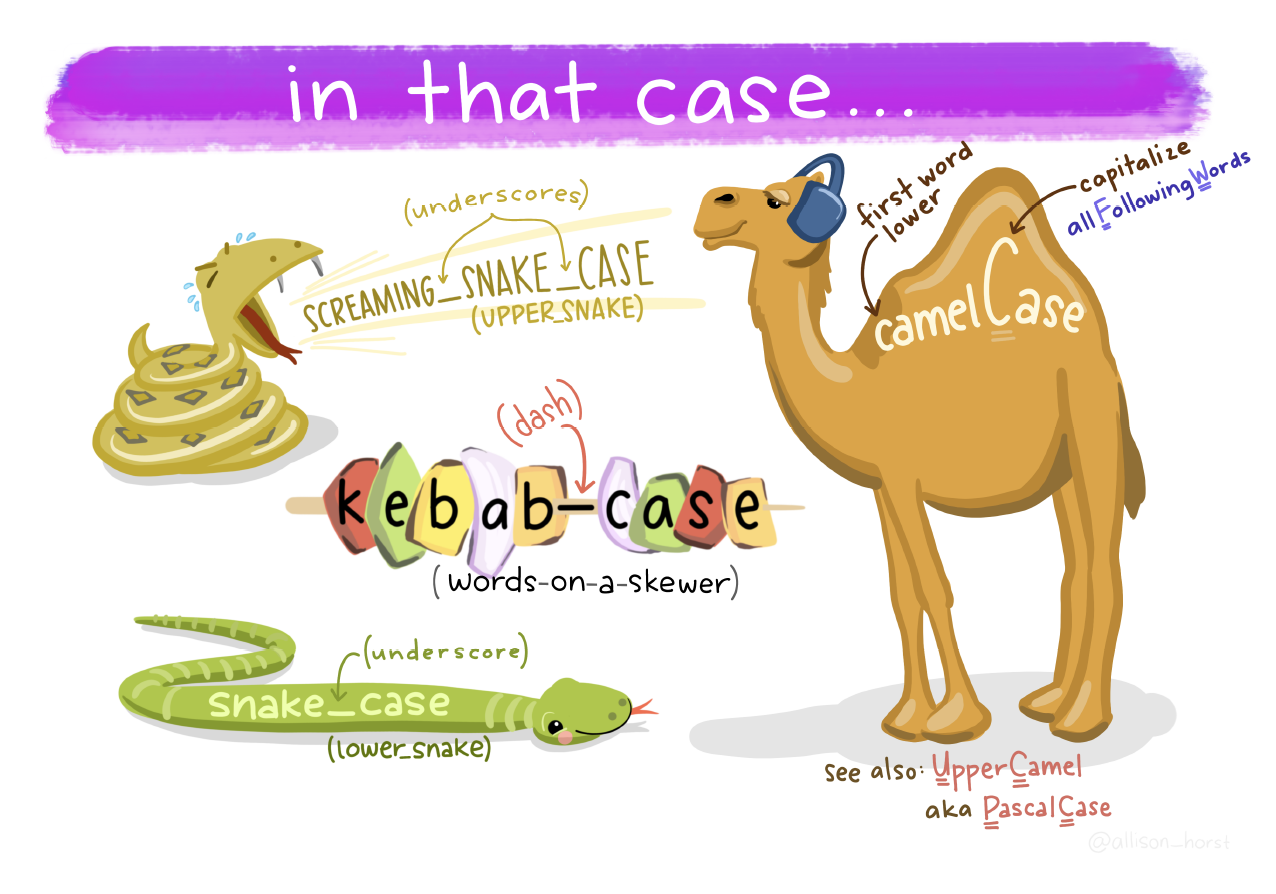 in that case...
(underscores)
SCREAMING_SNAKE_CASE
(UPPER_SNAKE)
first word
lower
capitalize
allFollowingWords
camelCase
(dash)
kebab-case
(words-on-a-skewer)
(underscore)
snake_case
(lower_snake)
see also: UpperCamel
aka PascalCase
@allison_horst